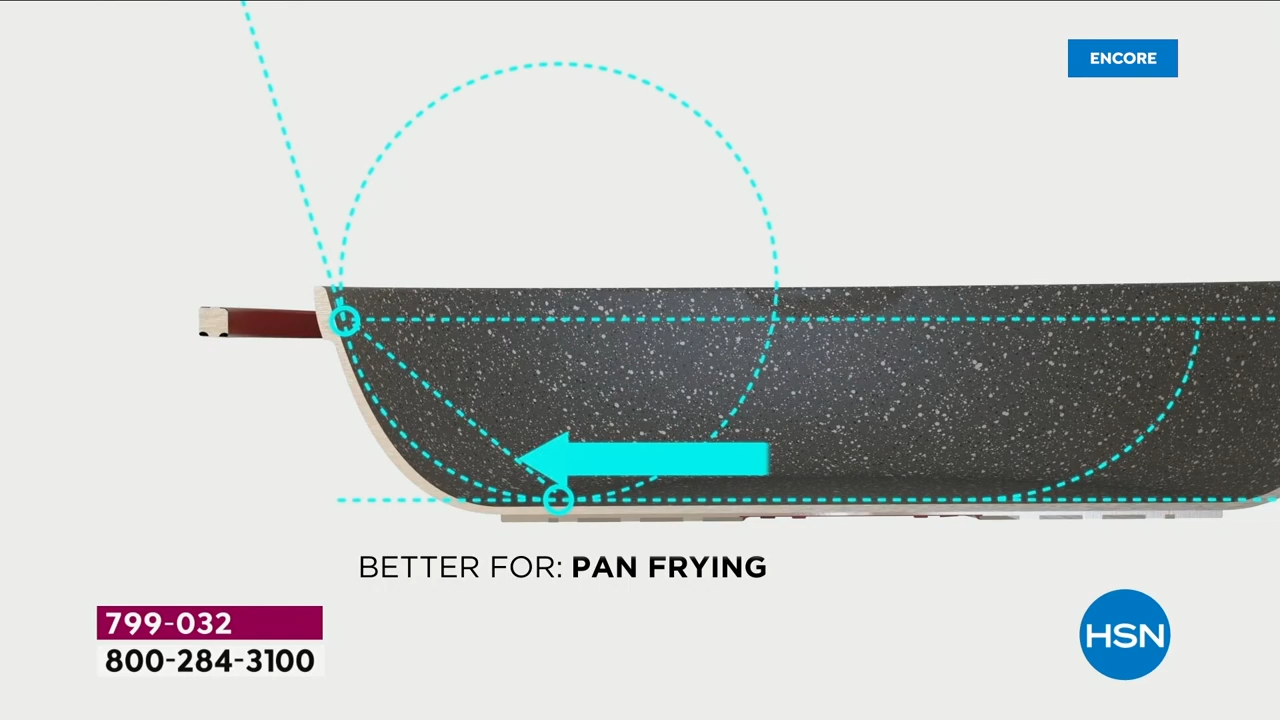 ENCORE
BETTER FOR: PAN FRYING
799-032
800-284-3100
HSN